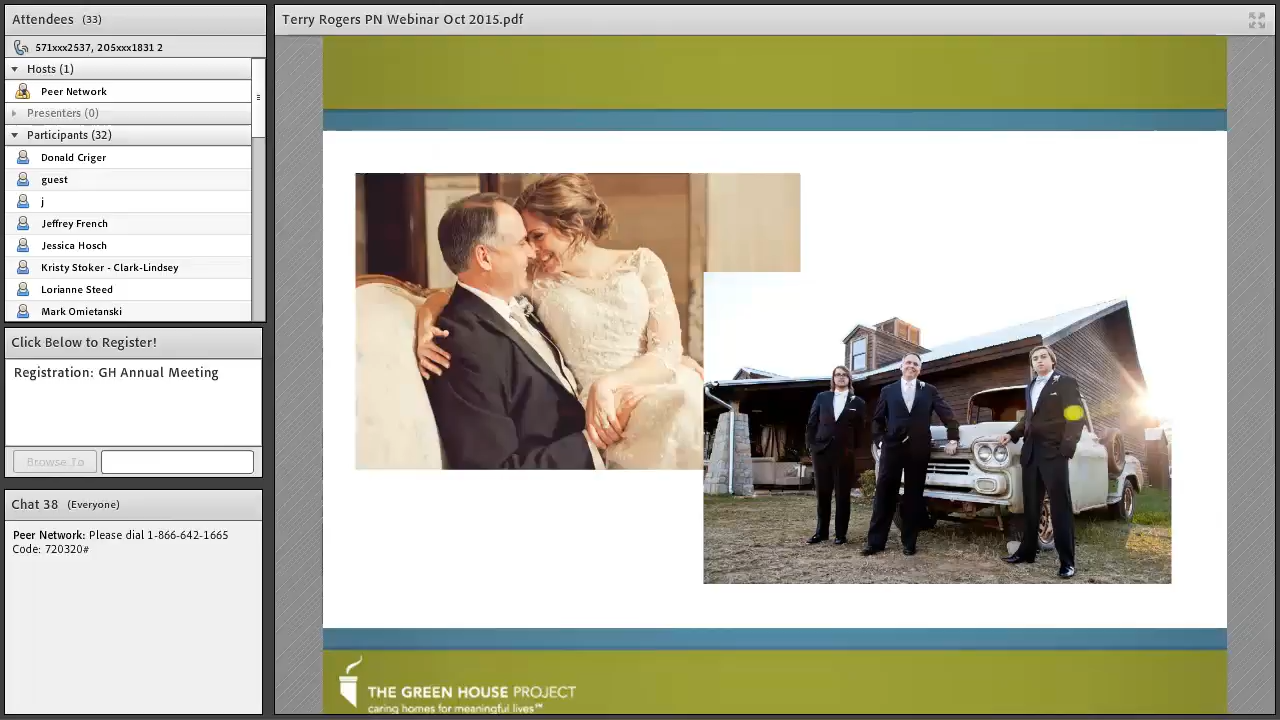 Attendees (33)
571xxx2537, 205xxx1831 2
Hosts (1)
Peer Network
Presenters (0)
Participants (32)
Donald Criger
guest
j
Jeffrey French
Jessica Hosch
Kristy Stoker - Clark-Lindsey
Lorianne Steed
Mark Omietanski
Click Below to Register!
Registration: GH Annual Meeting
Browse To
Chat 38 (Everyone)
Peer Network: Please dial 1-866-642-1665
Code: 720320#
Terry Rogers PN Webinar Oct 2015.pdf
THE GREEN HOUSE PROJECT
caring homes for meaningful lives℠